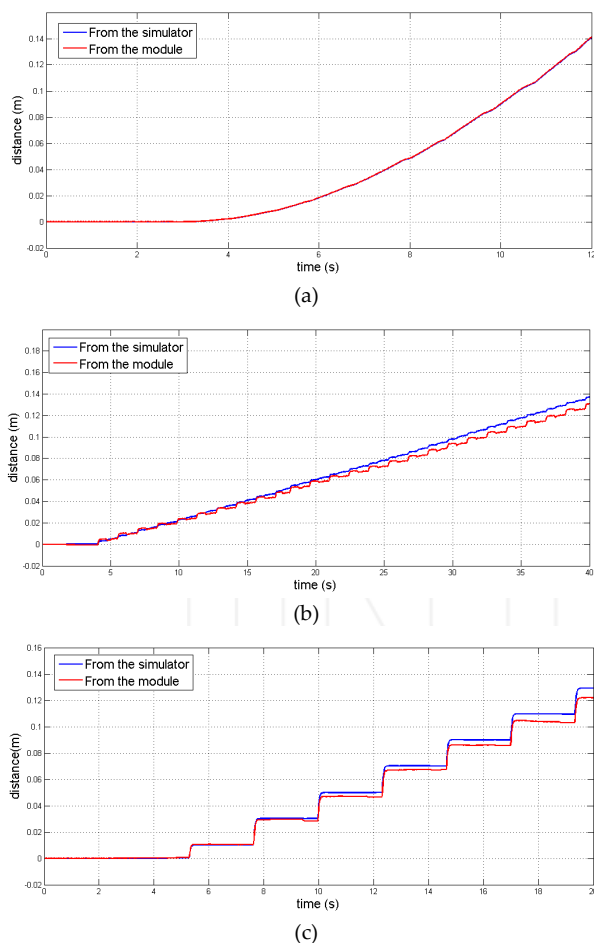 0.14
0.12
0.1
0.08
0.06
0.04
0.02
0
-0.02
distance (m)
From the simulator
From the module
0 2 4 6 8 10 12
time (s)
(a)
0.18
0.16
0.14
0.12
0.1
0.08
0.06
0.04
0.02
0
-0.02
distance (m)
From the simulator
From the module
0 5 10 15 20 25 30 35 40
time (s)
(b)
0.16
0.14
0.12
0.1
0.08
0.06
0.04
0.02
0
-0.02
distance(m)
From the simulator
From the module
0 2 4 6 8 10 12 14 16 18 20
time (s)
(c)